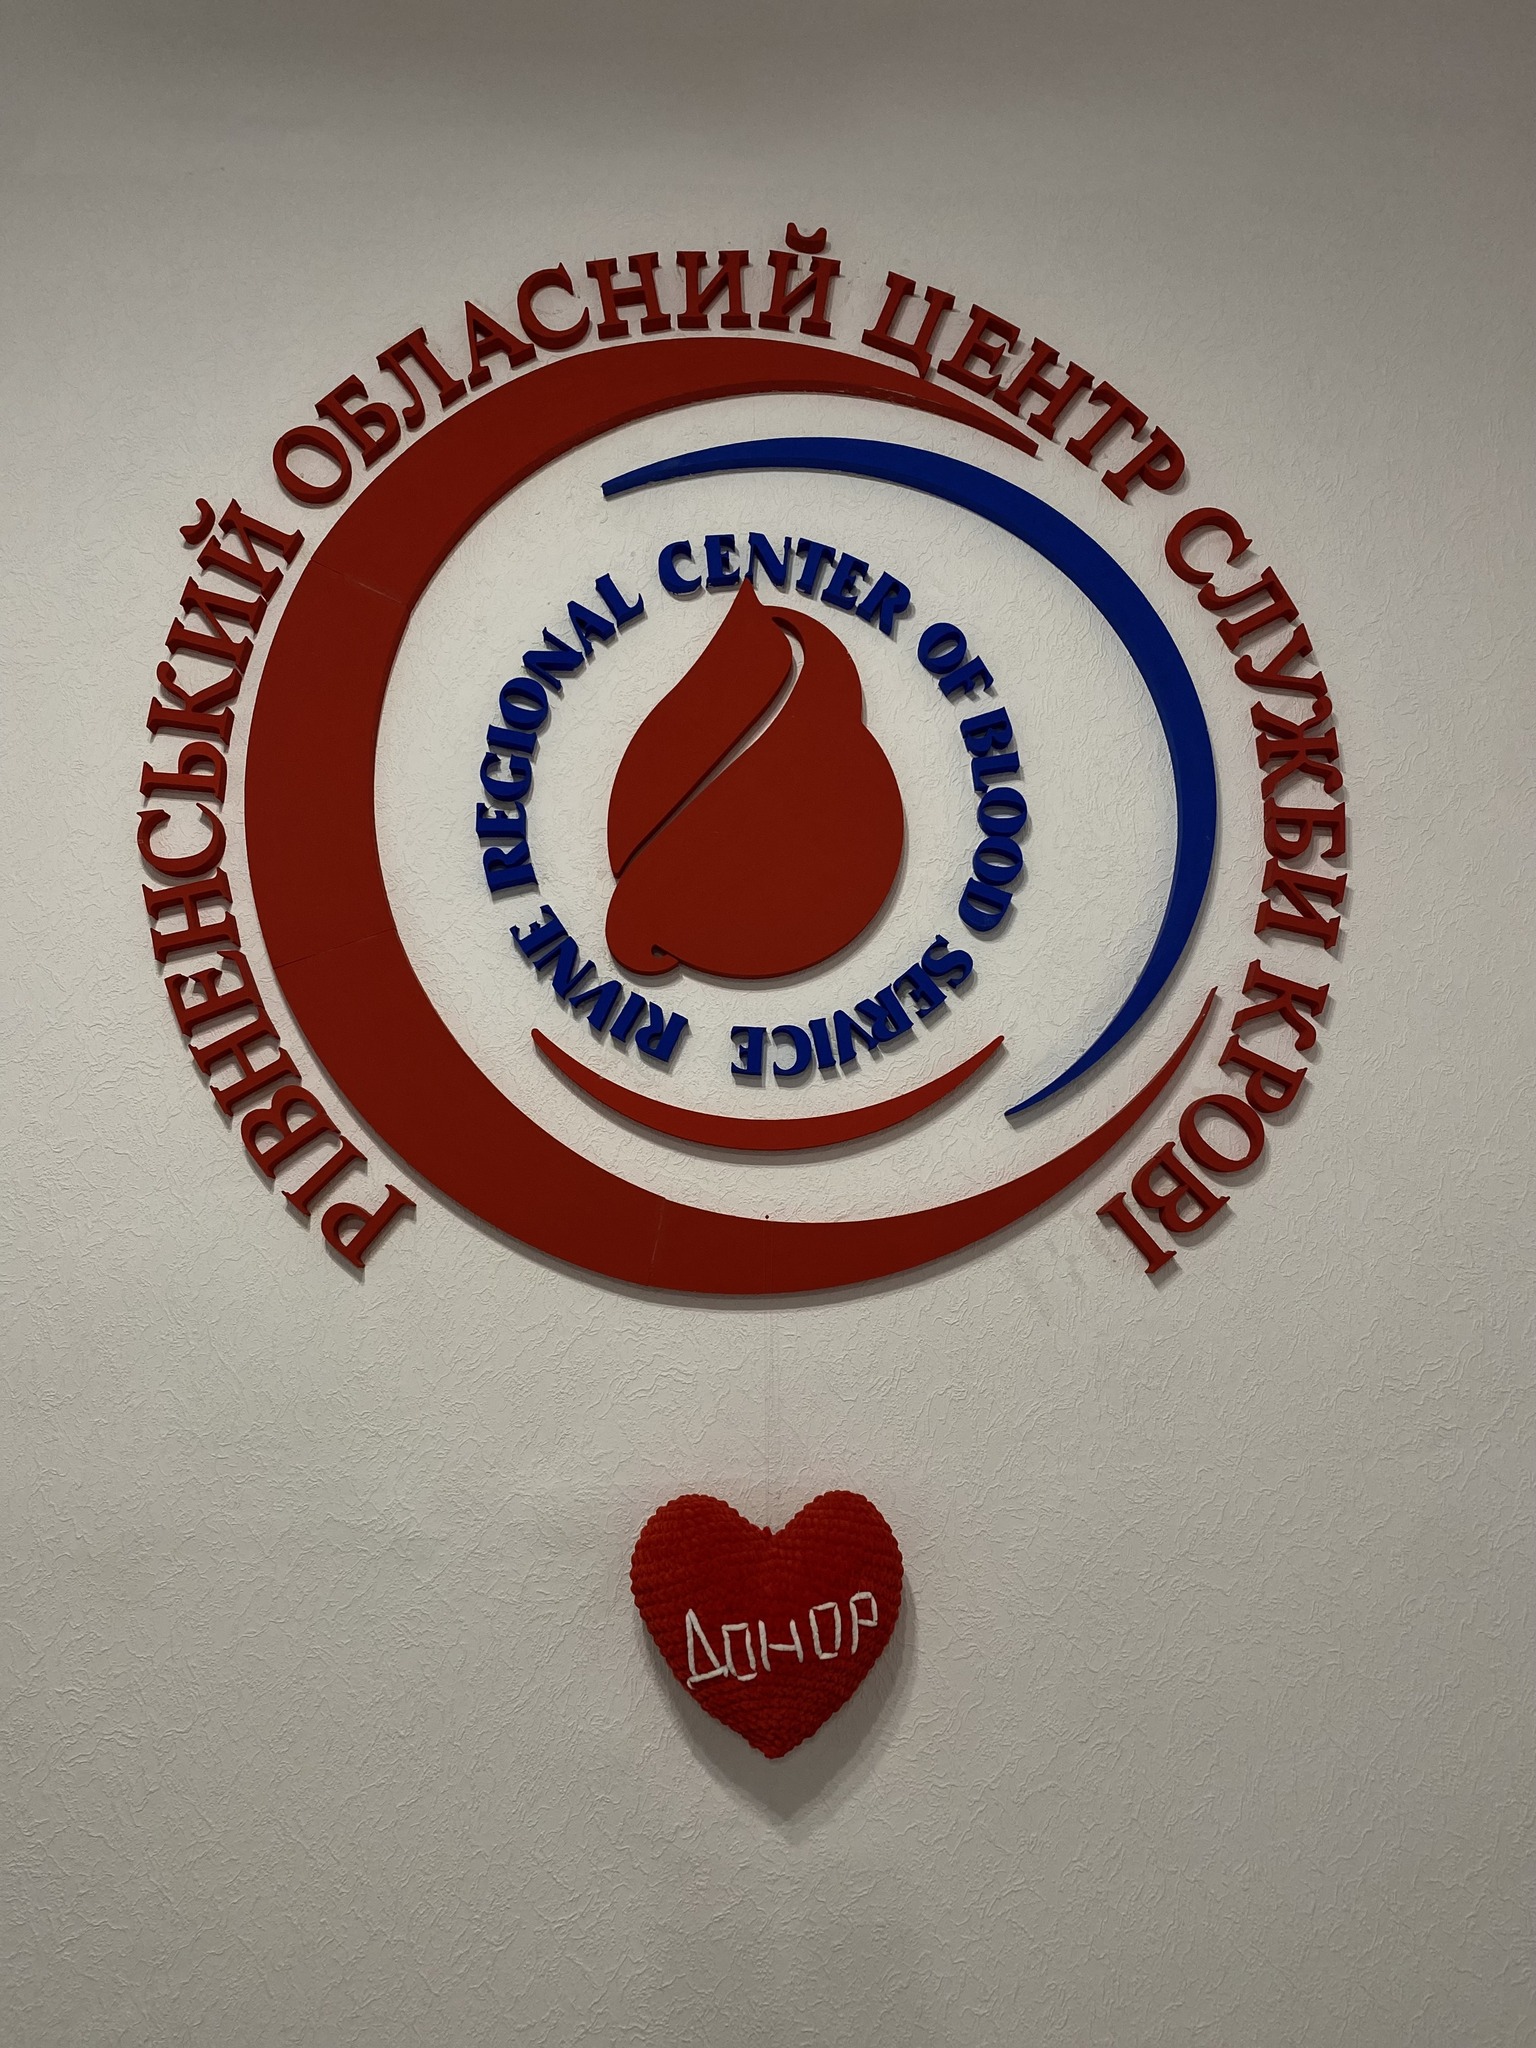 РІВНЕНСЬКИЙ ОБЛАСНИЙ ЦЕНТР СЛУЖБИ КРОВІ
RIVNE REGIONAL CENTER OF BLOOD SERVICE
ДОНОР